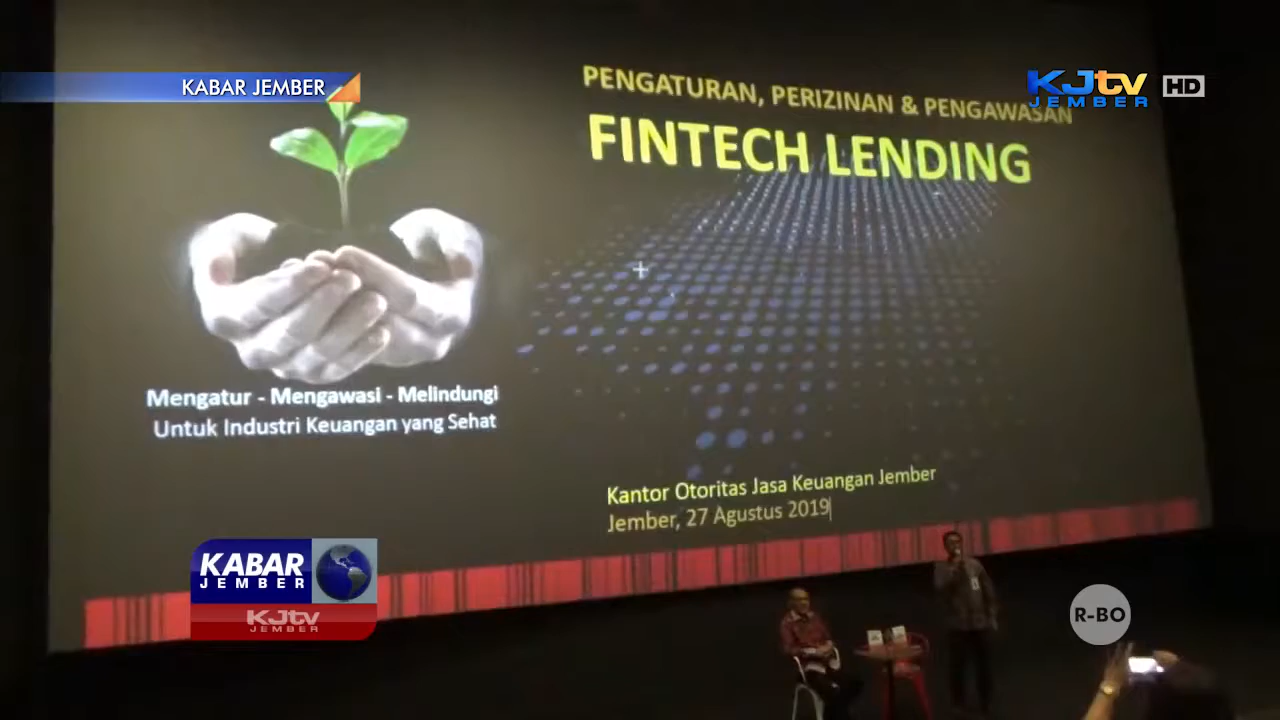 KABAR JEMBER
KJtv HD
JEMBER
PENGATURAN, PERIZINAN & PENGAWASAN
FINTECH LENDING
Mengatur - Mengawasi - Melindungi
Untuk Industri Keuangan yang Sehat
Kantor Otoritas Jasa Keuangan Jember
Jember, 27 Agustus 2019
KABAR
JEMBER
KJtv
JEMBER
R-BO